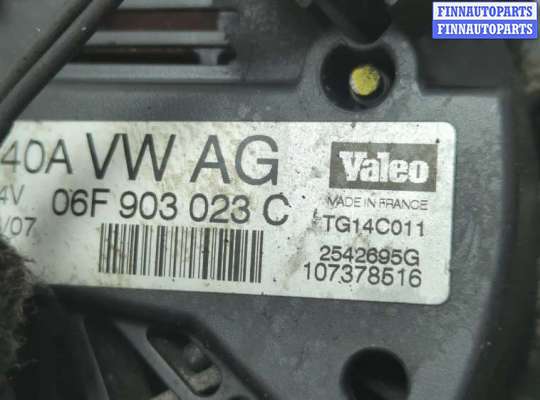 FINNAUTOPARTS
FINNAUTOPARTS
40A VW AG
4V
06F 903 023 C
/07
Valeo
MADE IN FRANCE
TG14C011
2542695G
107378516